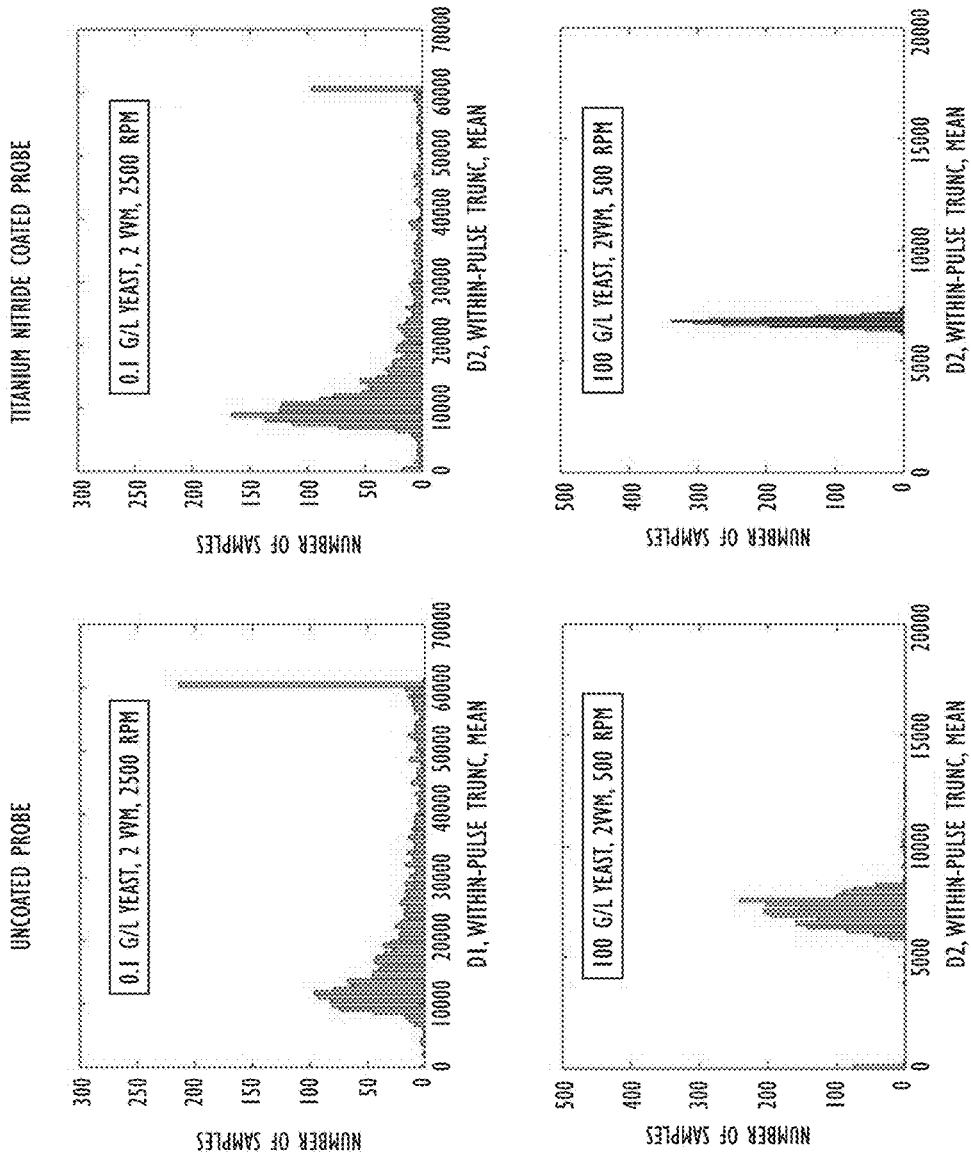 UNCOATED PROBE
300
250
200
150
100
50
0
NUMBER OF SAMPLES
0.1 G/L YEAST, 2 VVM, 2500 RPM
0 10000 20000 30000 40000 50000 60000 70000
D1, WITHIN-PULSE TRUNC, MEAN
500
400
300
200
100
0
NUMBER OF SAMPLES
100 G/L YEAST, 2VVM, 500 RPM
0 5000 10000 15000 20000
D2, WITHIN-PULSE TRUNC, MEAN
TITANIUM NITRIDE COATED PROBE
300
250
200
150
100
50
0
NUMBER OF SAMPLES
0.1 G/L YEAST, 2 VVM, 2500 RPM
0 10000 20000 30000 40000 50000 60000 70000
D2, WITHIN-PULSE TRUNC, MEAN
500
400
300
200
100
0
NUMBER OF SAMPLES
100 G/L YEAST, 2VVM, 500 RPM
0 5000 10000 15000 20000
D2, WITHIN-PULSE TRUNC, MEAN